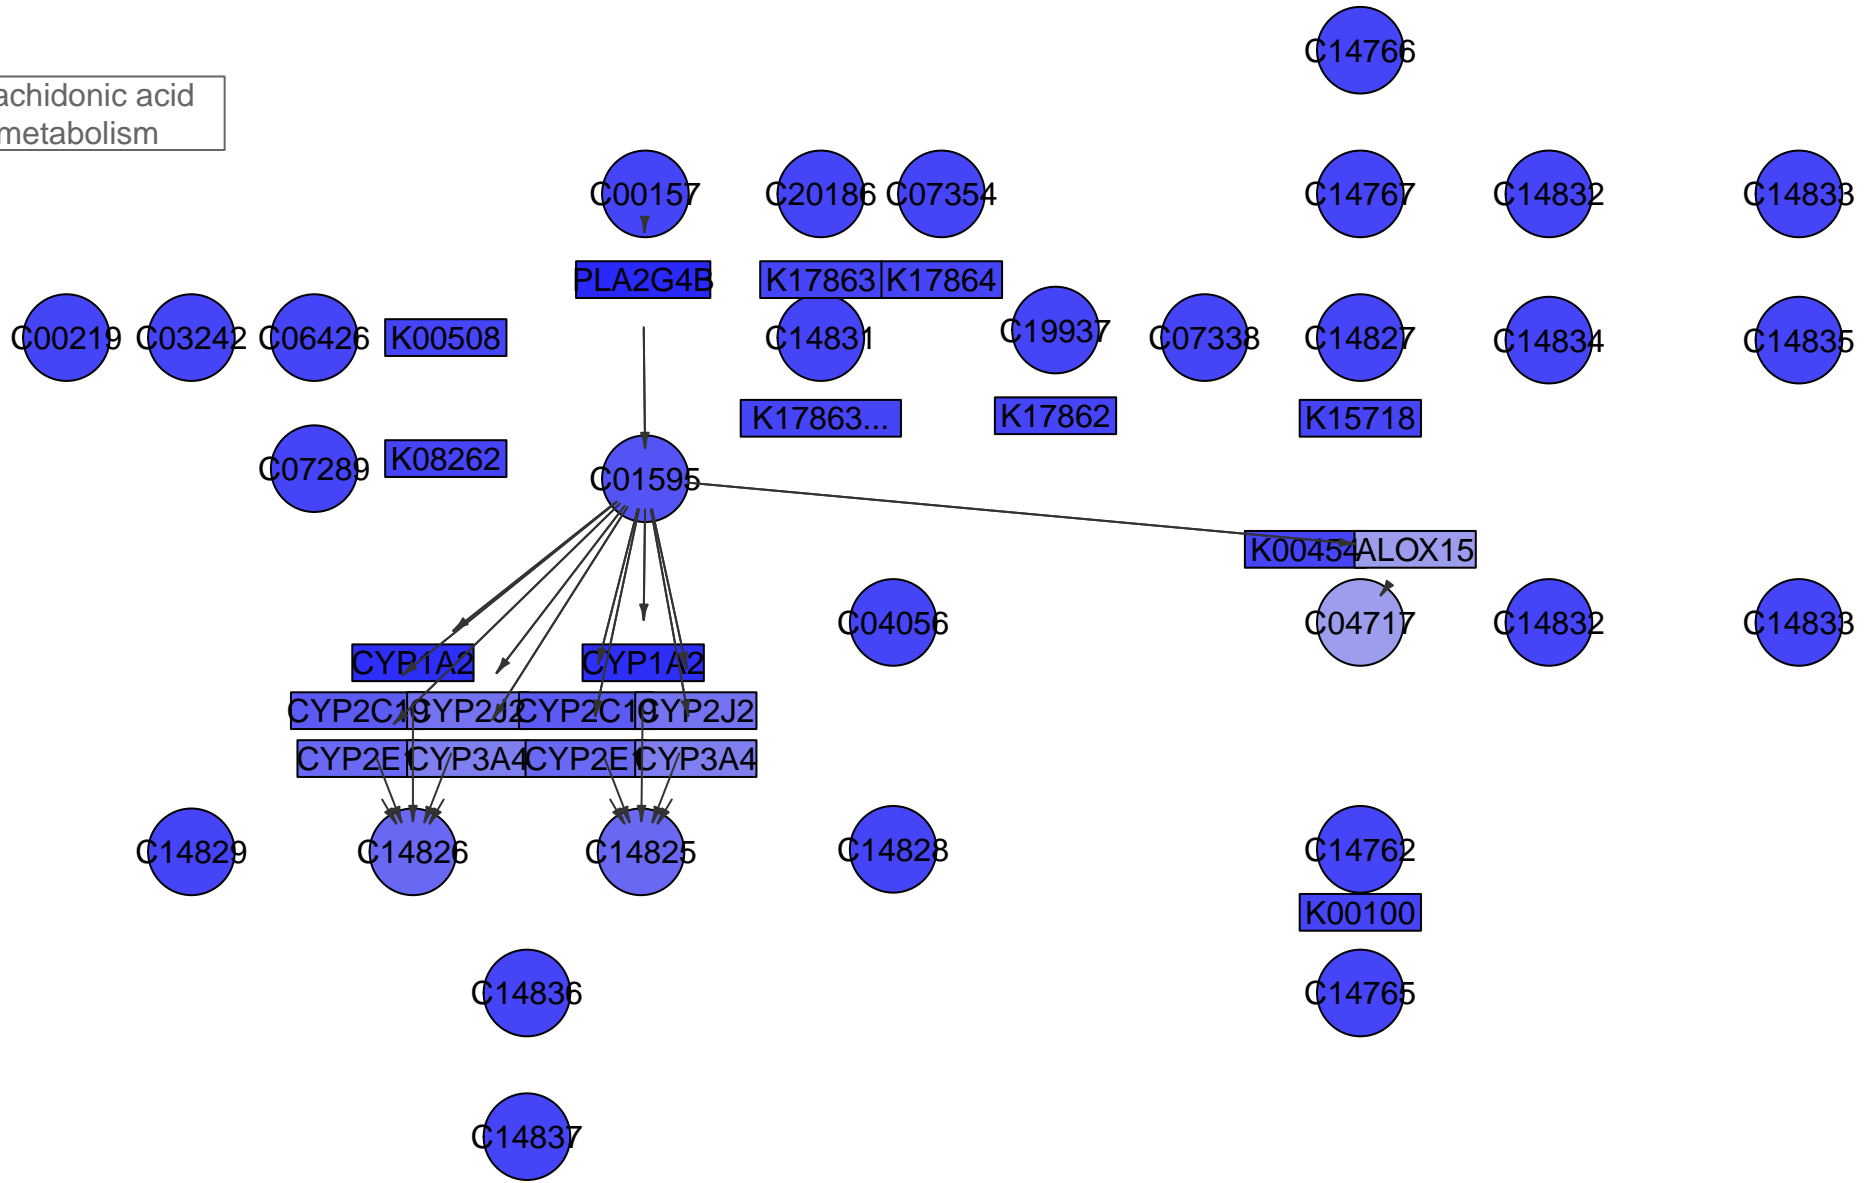 C14766
achidonic acid
metabolism
C00157
C20186
C07354
C14767
C14832
C14833
PLA2G4B
K17863
K17864
C00219
C03242
C06426
K00508
C14831
C19937
C07338
C14827
C14834
C14835
K17863...
K17862
K15718
C07289
K08262
C01595
K00454
ALOX15
C04056
C04717
C14832
C14833
CYP1A2
CYP1A2
CYP2C19
CYP2J2
CYP2C19
CYP2J2
CYP2E1
CYP3A4
CYP2E1
CYP3A4
C14829
C14826
C14825
C14828
C14762
K00100
C14836
C14765
C14837